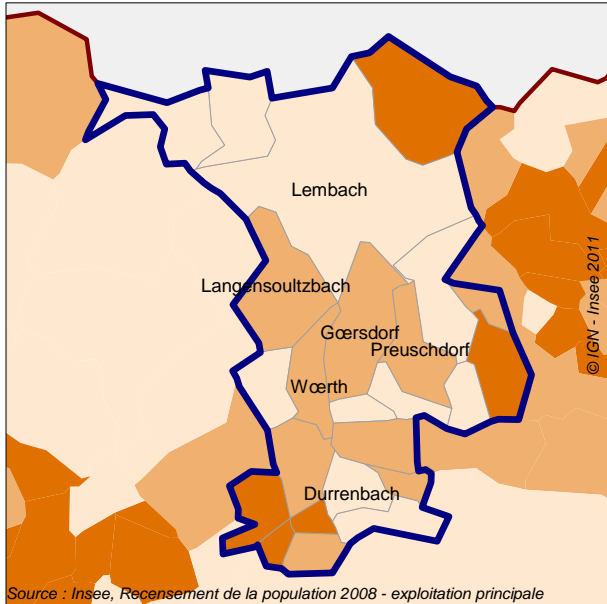 Lembach
Langensoultzbach
Gœrsdorf
Preuschdorf
Wœrth
Durrenbach
© IGN - Insee 2011
Source : Insee, Recensement de la population 2008 - exploitation principale